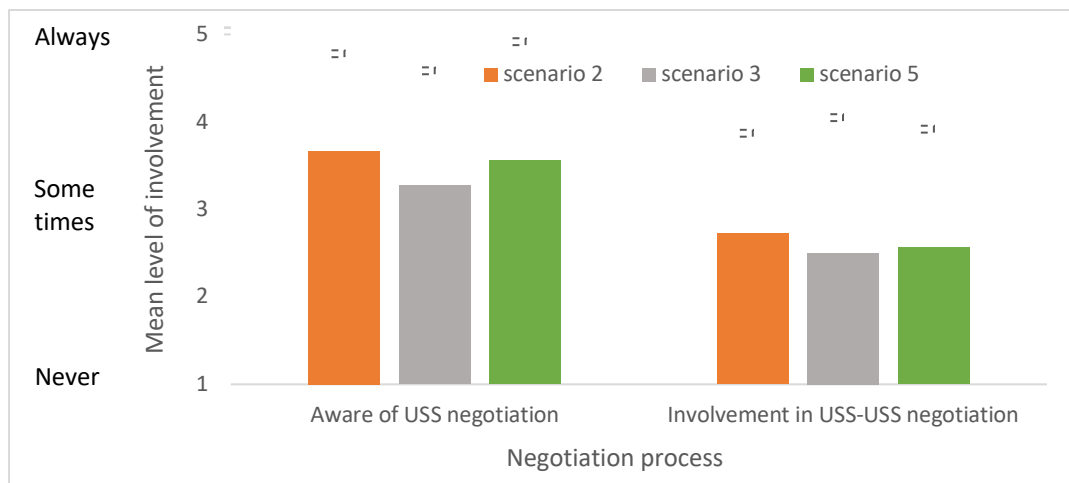 Always
Some
times
Never
Mean level of involvement
5
4
3
2
1
scenario 2
scenario 3
scenario 5
Aware of USS negotiation
Involvement in USS-USS negotiation
Negotiation process